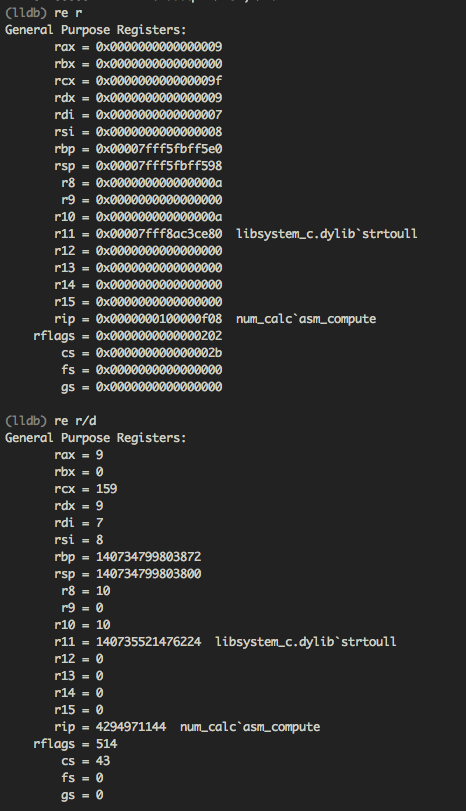 (lldb) re r
General Purpose Registers:
rax = 0x0000000000000009
rbx = 0x0000000000000000
rcx = 0x000000000000009f
rdx = 0x0000000000000009
rdi = 0x0000000000000007
rsi = 0x0000000000000008
rbp = 0x00007fff5fbff5e0
rsp = 0x00007fff5fbff598
r8 = 0x000000000000000a
r9 = 0x0000000000000000
r10 = 0x000000000000000a
r11 = 0x00007fff8ac3ce80 libsystem_c.dylib`strtoull
r12 = 0x0000000000000000
r13 = 0x0000000000000000
r14 = 0x0000000000000000
r15 = 0x0000000000000000
rip = 0x0000000100000f08 num_calc`asm_compute
rflags = 0x0000000000000202
cs = 0x000000000000002b
fs = 0x0000000000000000
gs = 0x0000000000000000
(lldb) re r/d
General Purpose Registers:
rax = 9
rbx = 0
rcx = 159
rdx = 9
rdi = 7
rsi = 8
rbp = 140734799803872
rsp = 140734799803800
r8 = 10
r9 = 0
r10 = 10
r11 = 140735521476224 libsystem_c.dylib`strtoull
r12 = 0
r13 = 0
r14 = 0
r15 = 0
rip = 4294971144 num_calc`asm_compute
rflags = 514
cs = 43
fs = 0
gs = 0